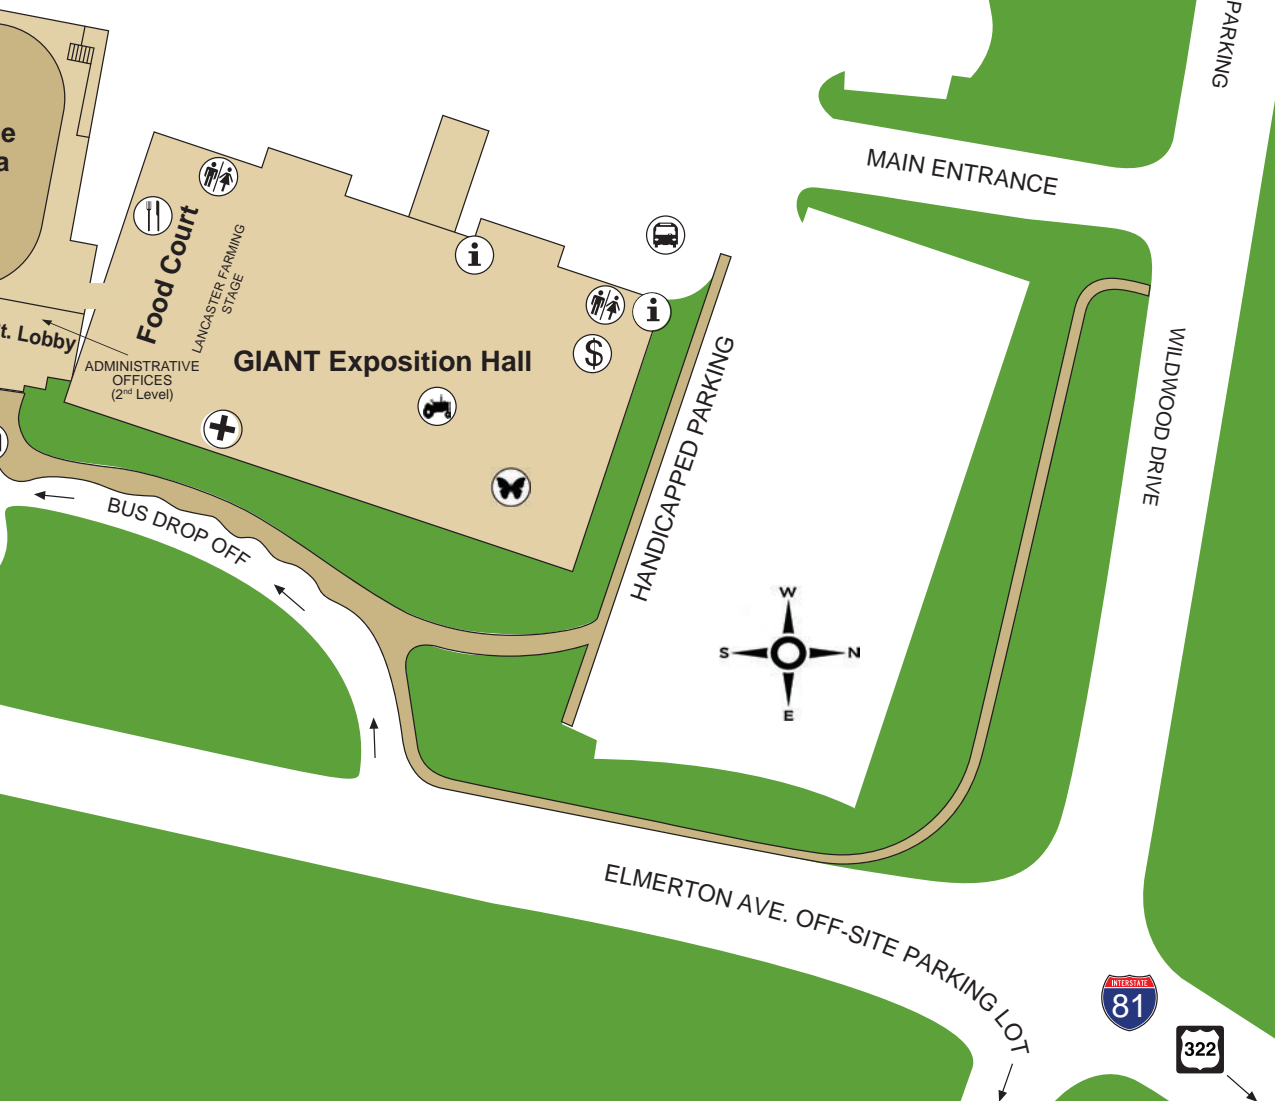 PARKING
MAIN ENTRANCE
e
a
Food Court
LANCASTER FARMING
STAGE
i
i
$
t. Lobby
ADMINISTRATIVE
OFFICES
(2nd Level)
GIANT Exposition Hall
HANDICAPPED PARKING
WILDWOOD DRIVE
BUS DROP OFF
W
S
N
E
ELMERTON AVE. OFF-SITE PARKING LOT
INTERSTATE
81
322